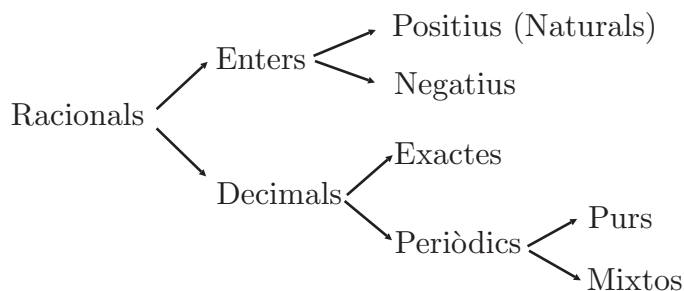 Positius (Naturals)
Enters
Negatius
Racionals
Exactes
Decimals
Purs
Periòdics
Mixtos